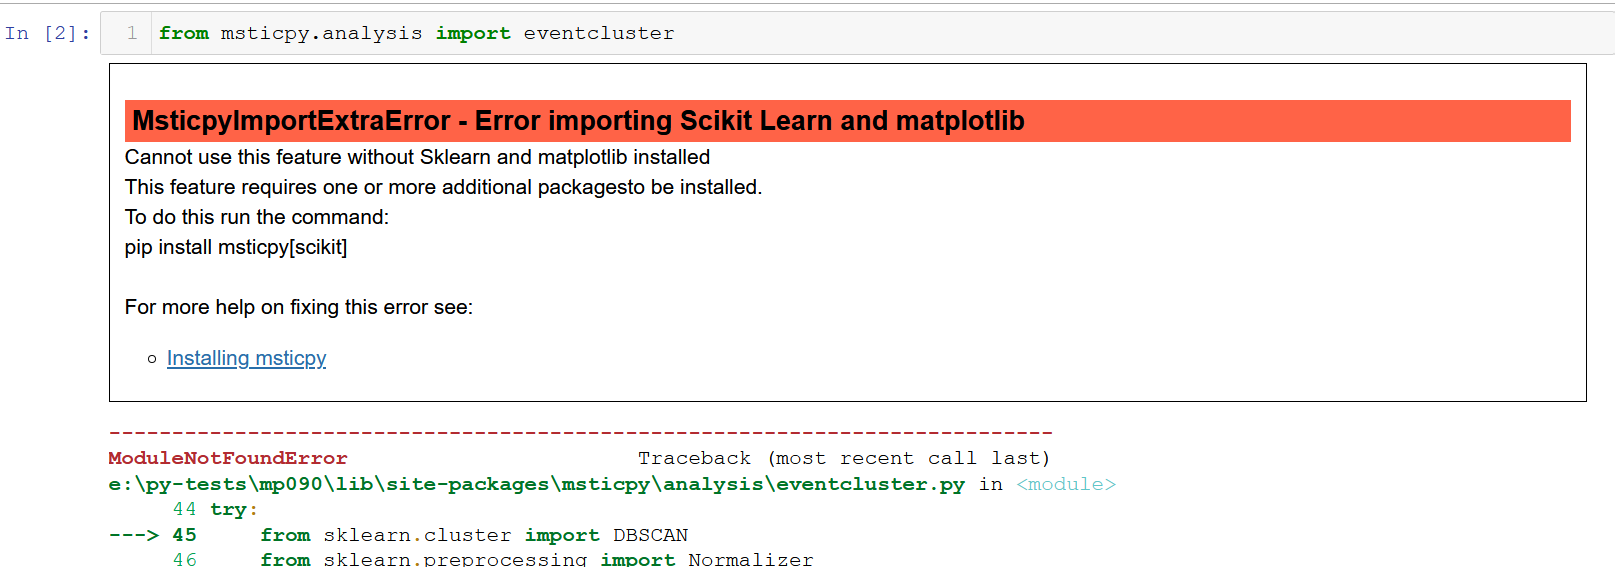 In [2]: 1 from msticpy.analysis import eventcluster
MsticpyImportExtraError - Error importing Scikit Learn and matplotlib
Cannot use this feature without Sklearn and matplotlib installed
This feature requires one or more additional packagesto be installed.
To do this run the command:
pip install msticpy[scikit]
For more help on fixing this error see:
Installing msticpy
---------------------------------------------------------------------------
ModuleNotFoundError Traceback (most recent call last)
e:\py-tests\mp090\lib\site-packages\msticpy\analysis\eventcluster.py in <module>
44 try:
---> 45 from sklearn.cluster import DBSCAN
46 from sklearn.preprocessing import Normalizer